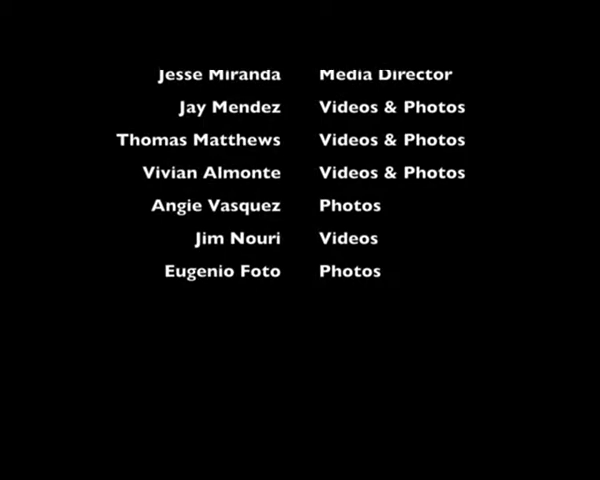 Jesse Miranda Media Director
Jay Mendez Videos & Photos
Thomas Matthews Videos & Photos
Vivian Almonte Videos & Photos
Angie Vasquez Photos
Jim Nouri Videos
Eugenio Foto Photos